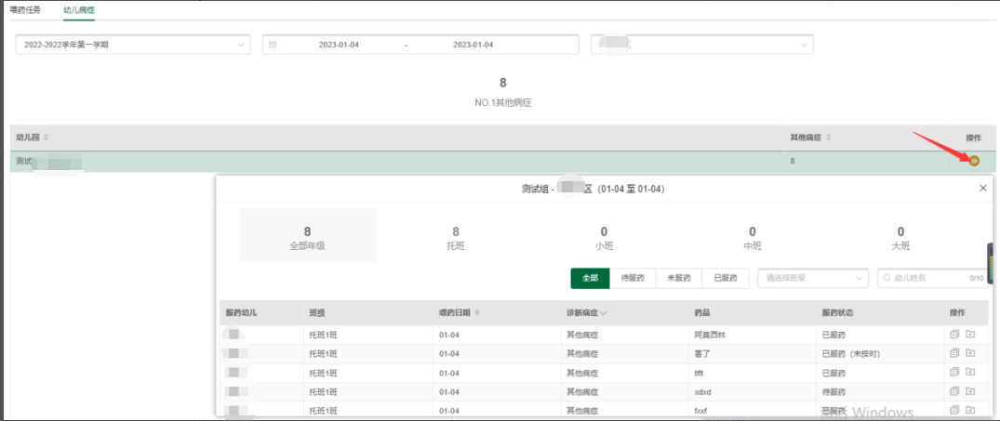 喂药任务 幼儿病症
2022-2022学年第一学期 2023-01-04 - 2023-01-04
8
NO.1其他病症
幼儿园 其他病症 操作
测试 8
测试组 - 区 (01-04 至 01-04)
8 8 0 0 0
全部年级 托班 小班 中班 大班
全部 待服药 未服药 已服药 请选择班级 幼儿姓名 0/10
服药幼儿 班级 喂药日期 诊断病症 药品 服药状态 操作
托班1班 01-04 其他病症 阿莫西林 已服药
托班1班 01-04 其他病症 罢了 已服药（未按时）
托班1班 01-04 其他病症 tfft 已服药
托班1班 01-04 其他病症 xdxd 待服药
托班1班 01-04 其他病症 fxxf 已服药
Windows